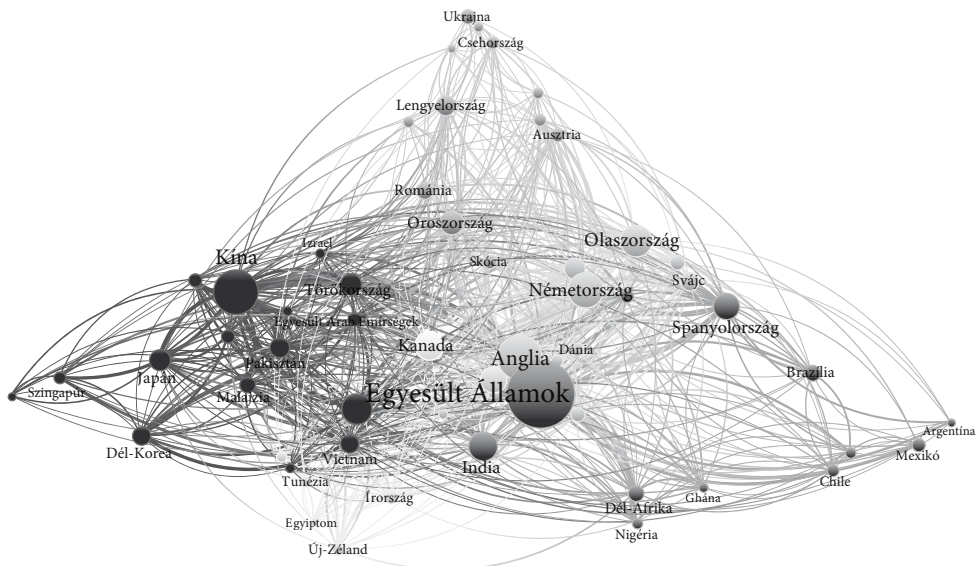 Ukrajna
Csehország
Lengyelország
Ausztria
Románia
Oroszország
Olaszország
Izrael
Kína
Skócia
Svájc
Törökország
Németország
Egyesült Arab Emírségek
Spanyolország
Kanada
Dánia
Anglia
Pakisztán
Japán
Brazília
Szingapur
Malajzia
Egyesült Államok
Argentína
Dél-Korea
Vietnam
Mexikó
India
Tunézia
Chile
Írország
Ghána
Dél-Afrika
Egyiptom
Nigéria
Új-Zéland